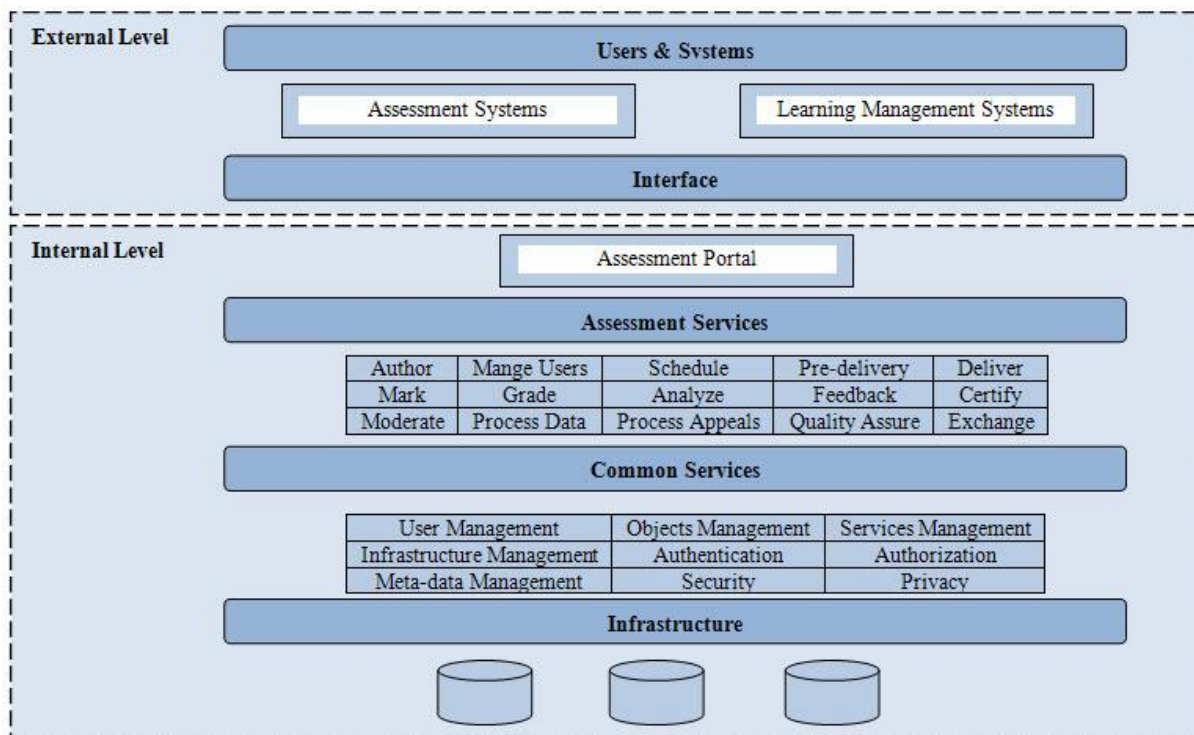 External Level
Users & Systems
Assessment Systems
Learning Management Systems
Interface
Internal Level
Assessment Portal
Assessment Services
Author Mange Users Schedule Pre-delivery Deliver
Mark Grade Analyze Feedback Certify
Moderate Process Data Process Appeals Quality Assure Exchange
Common Services
User Management Objects Management Services Management
Infrastructure Management Authentication Authorization
Meta-data Management Security Privacy
Infrastructure